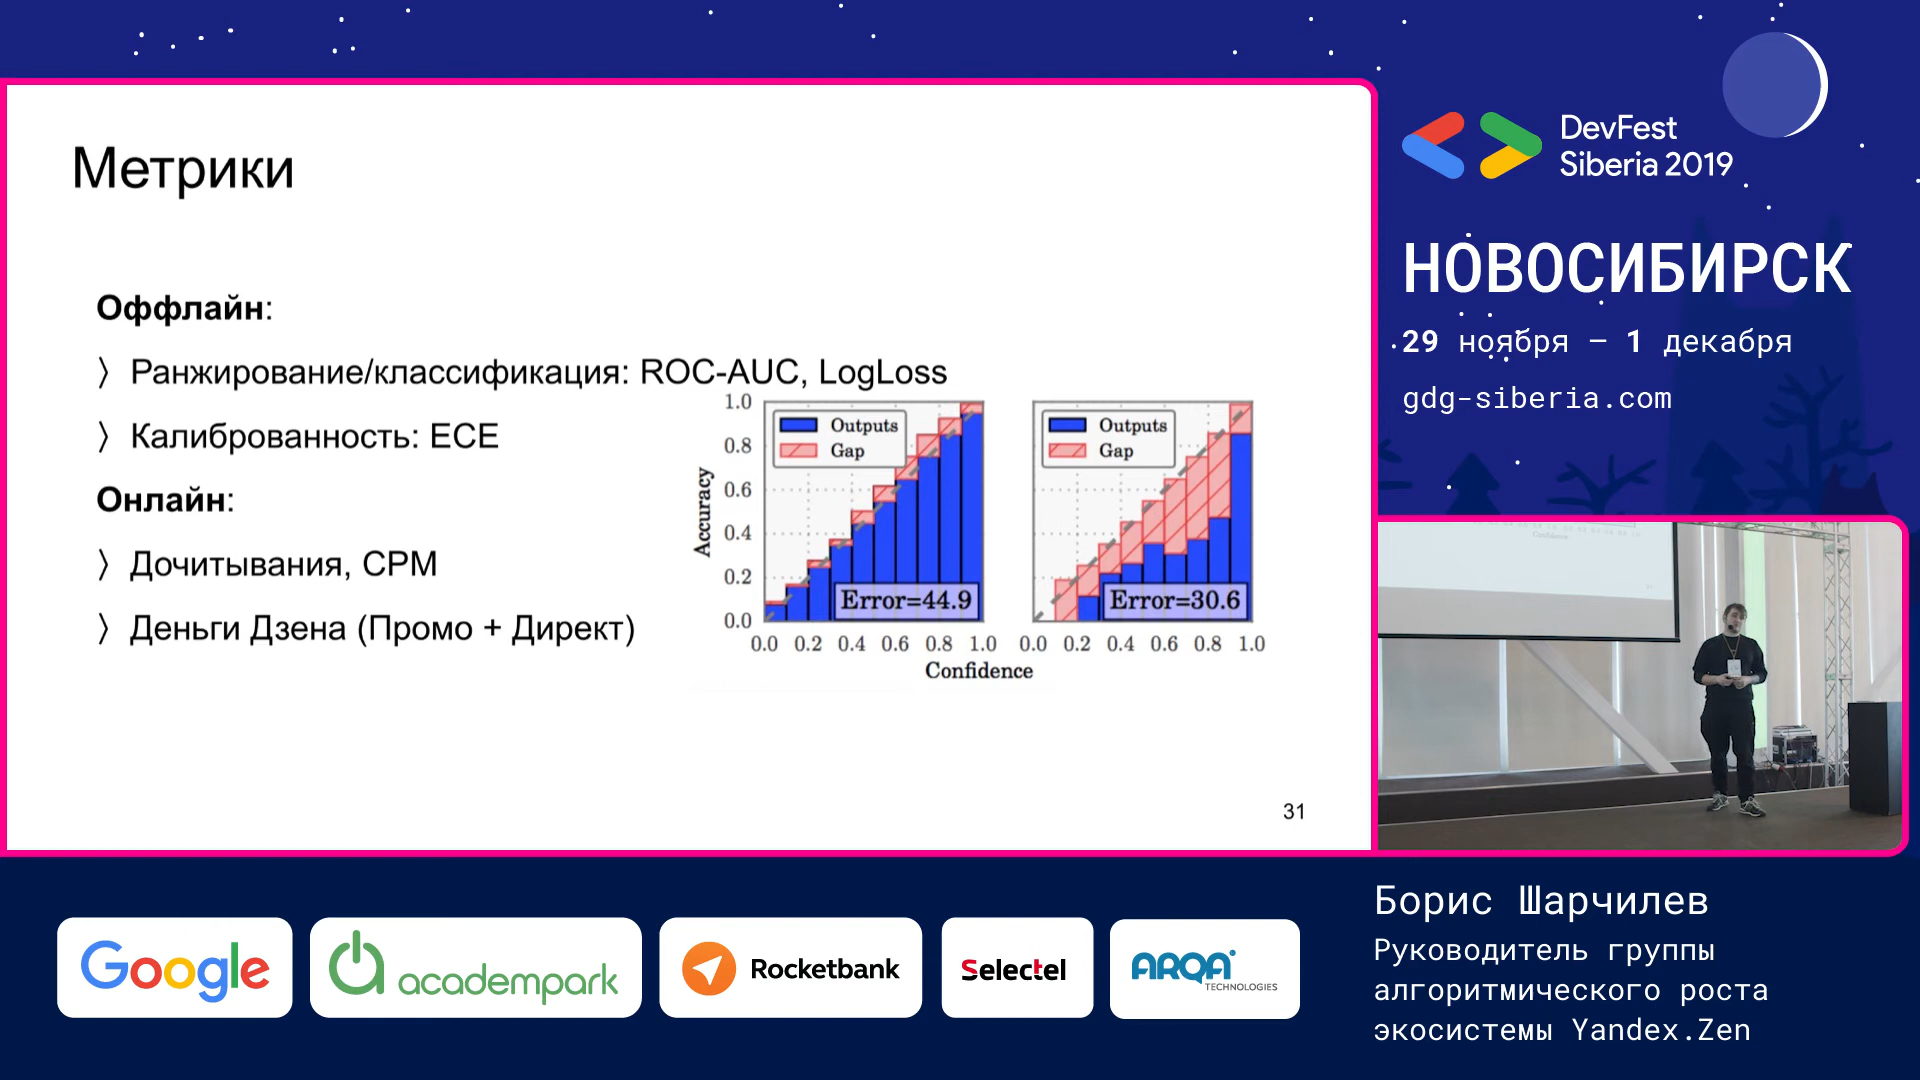 Метрики
Оффлайн:
〉 Ранжирование/классификация: ROC-AUC, LogLoss
〉 Калиброванность: ECE
Онлайн:
〉 Дочитывания, CPM
〉 Деньги Дзена (Промо + Директ)
Accuracy
1.0
0.8
0.6
0.4
0.2
0.0
Outputs
Gap
Error=44.9
0.0 0.2 0.4 0.6 0.8 1.0
Outputs
Gap
Error=30.6
0.0 0.2 0.4 0.6 0.8 1.0
Confidence
31
DevFest
Siberia 2019
НОВОСИБИРСК
29 ноября – 1 декабря
gdg-siberia.com
Google
academpark
Rocketbank
Selectel
ARQA
TECHNOLOGIES
Борис Шарчилев
Руководитель группы
алгоритмического роста
экосистемы Yandex.Zen